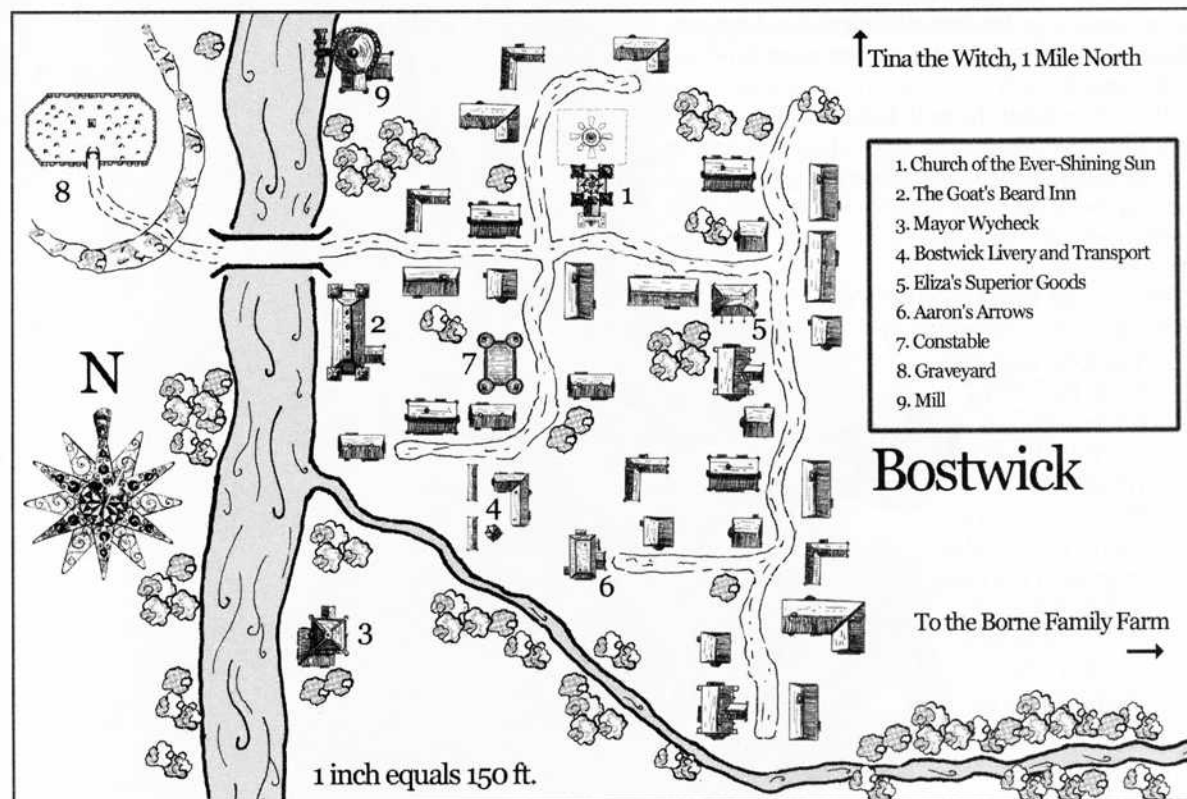 ↑ Tina the Witch, 1 Mile North
1. Church of the Ever-Shining Sun
2. The Goat's Beard Inn
3. Mayor Wycheck
4. Bostwick Livery and Transport
5. Eliza's Superior Goods
6. Aaron's Arrows
7. Constable
8. Graveyard
9. Mill
9
8
1
2
5
7
N
Bostwick
4
6
3
To the Borne Family Farm
→
1 inch equals 150 ft.